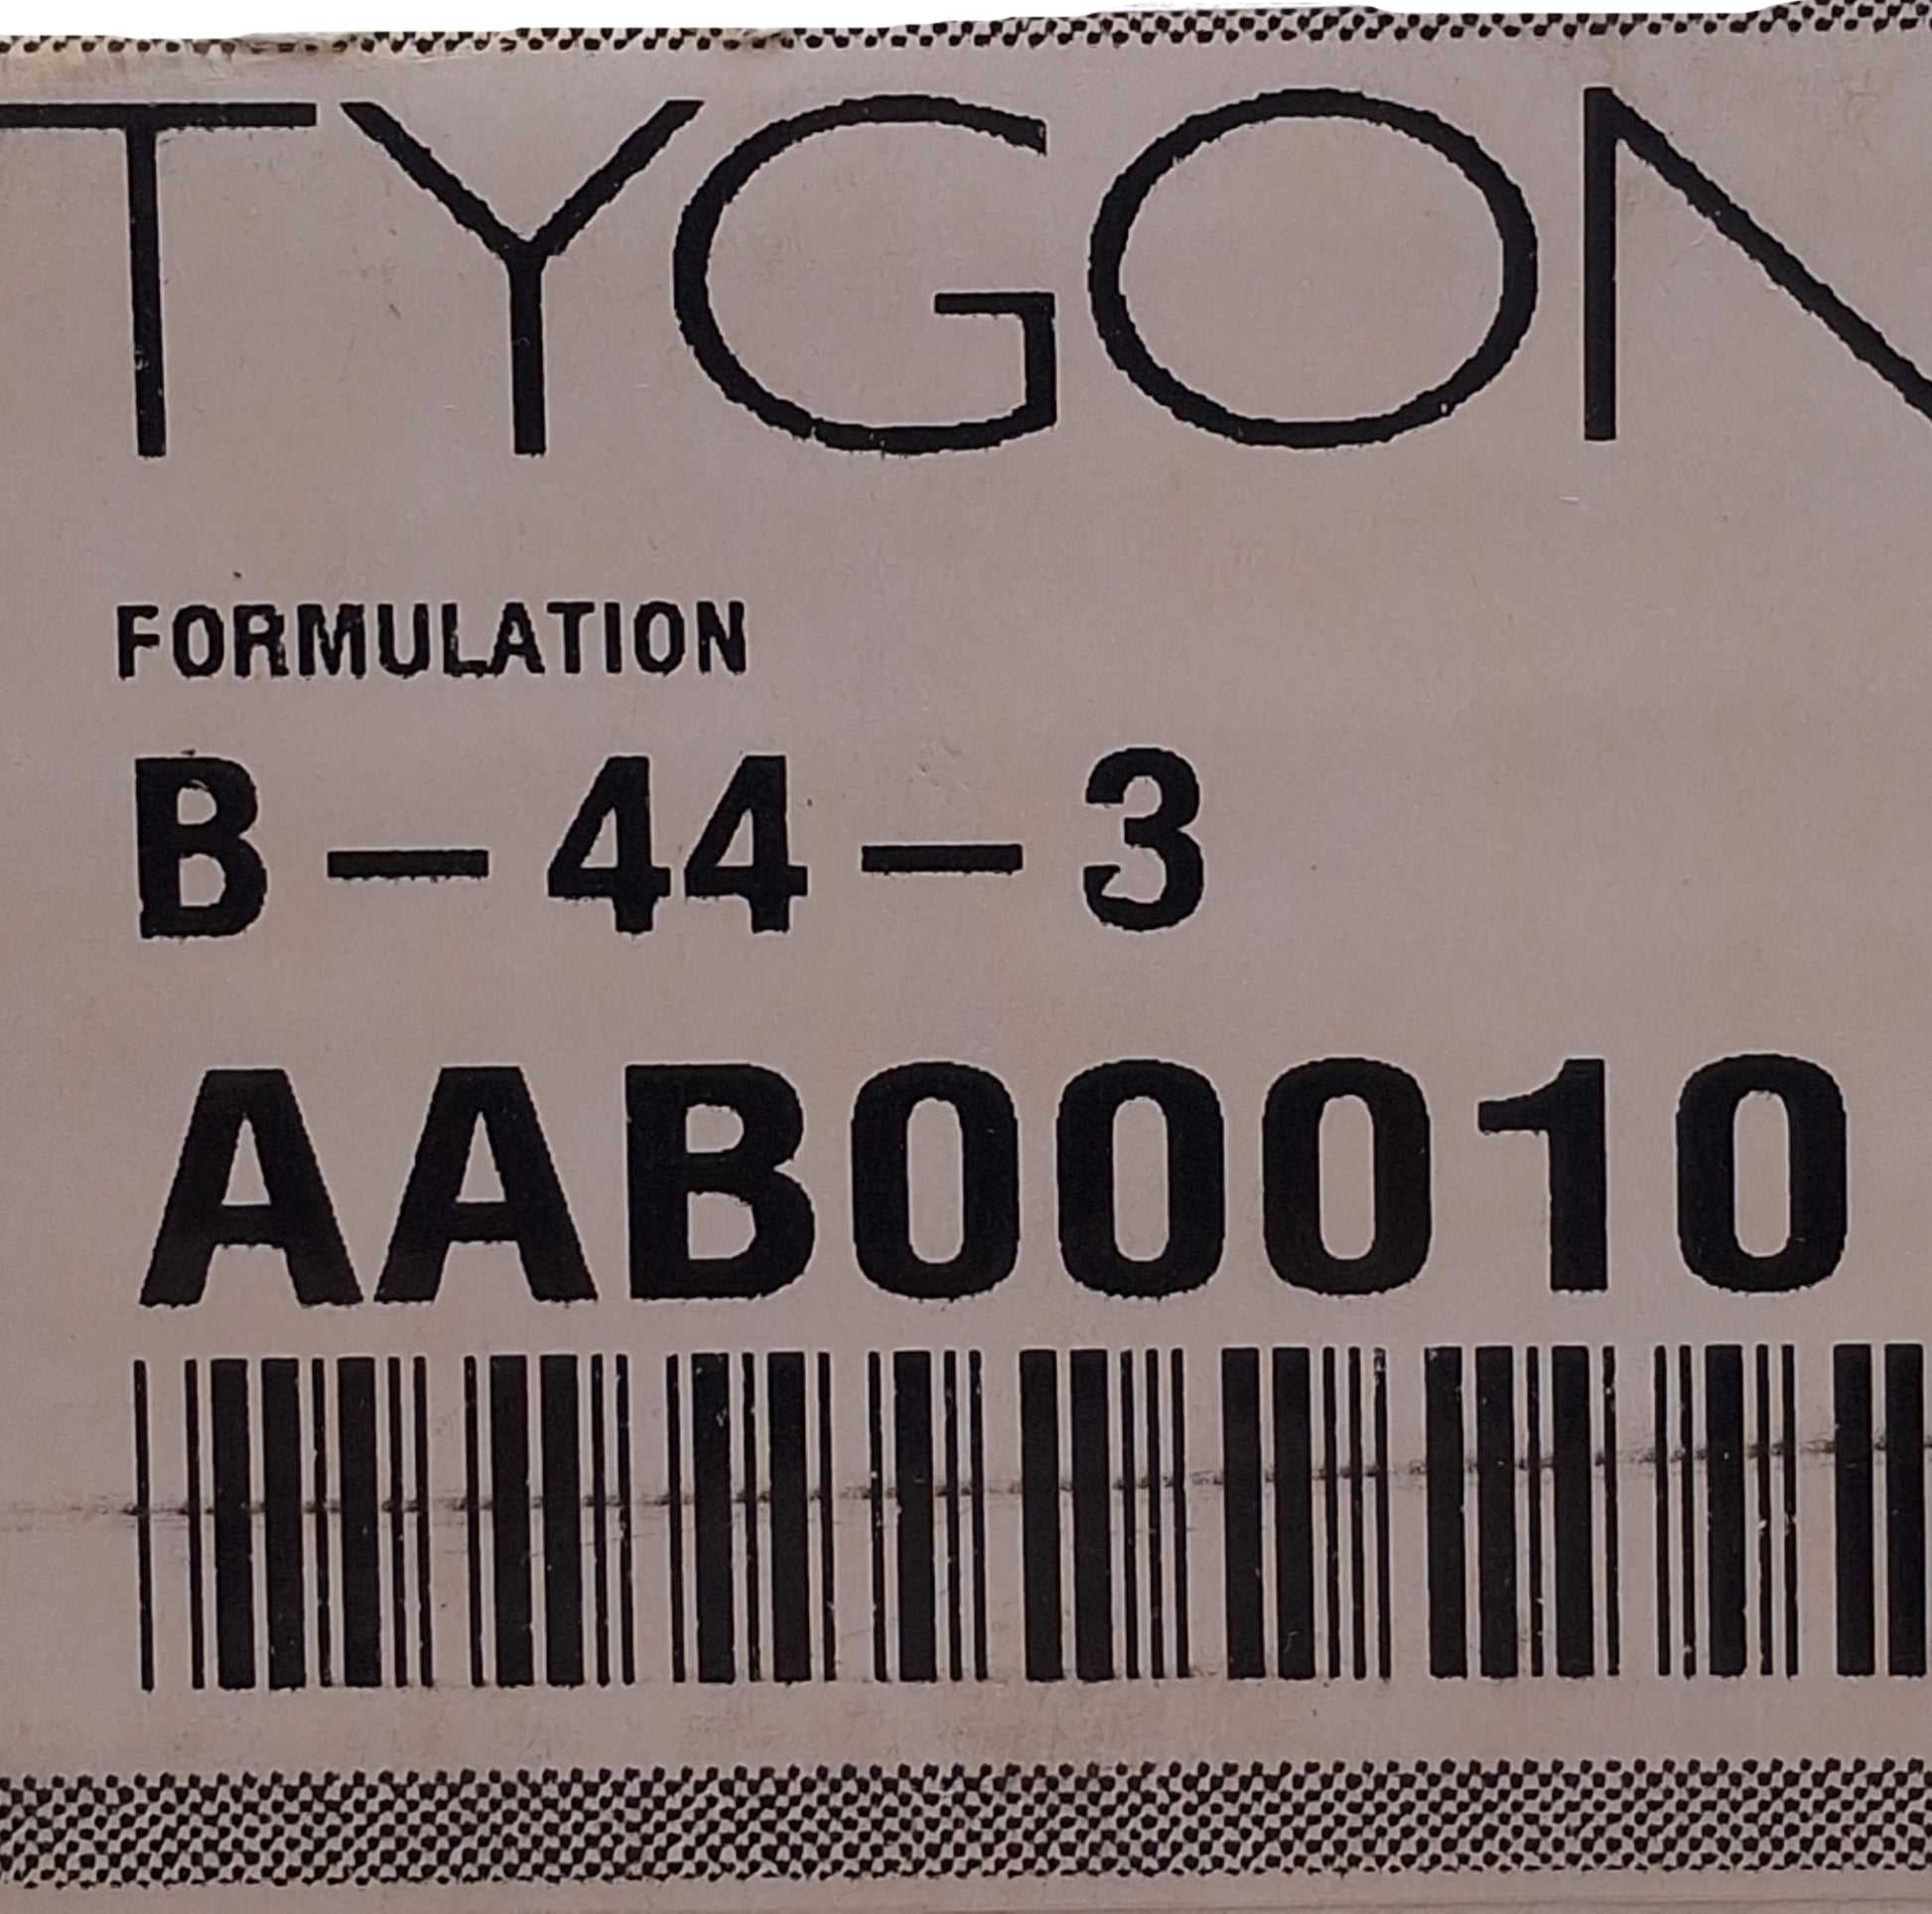 TYGON
FORMULATION
B-44-3
AAB00010